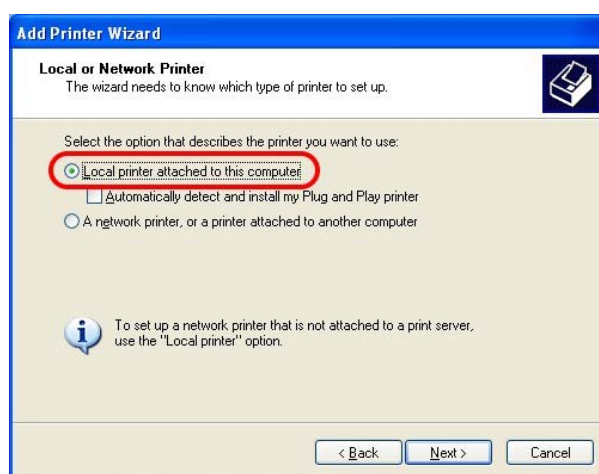 Add Printer Wizard
Local or Network Printer
The wizard needs to know which type of printer to set up.
Select the option that describes the printer you want to use:
Local printer attached to this computer
Automatically detect and install my Plug and Play printer
A network printer, or a printer attached to another computer
To set up a network printer that is not attached to a print server,
use the "Local printer" option.
< Back
Next >
Cancel